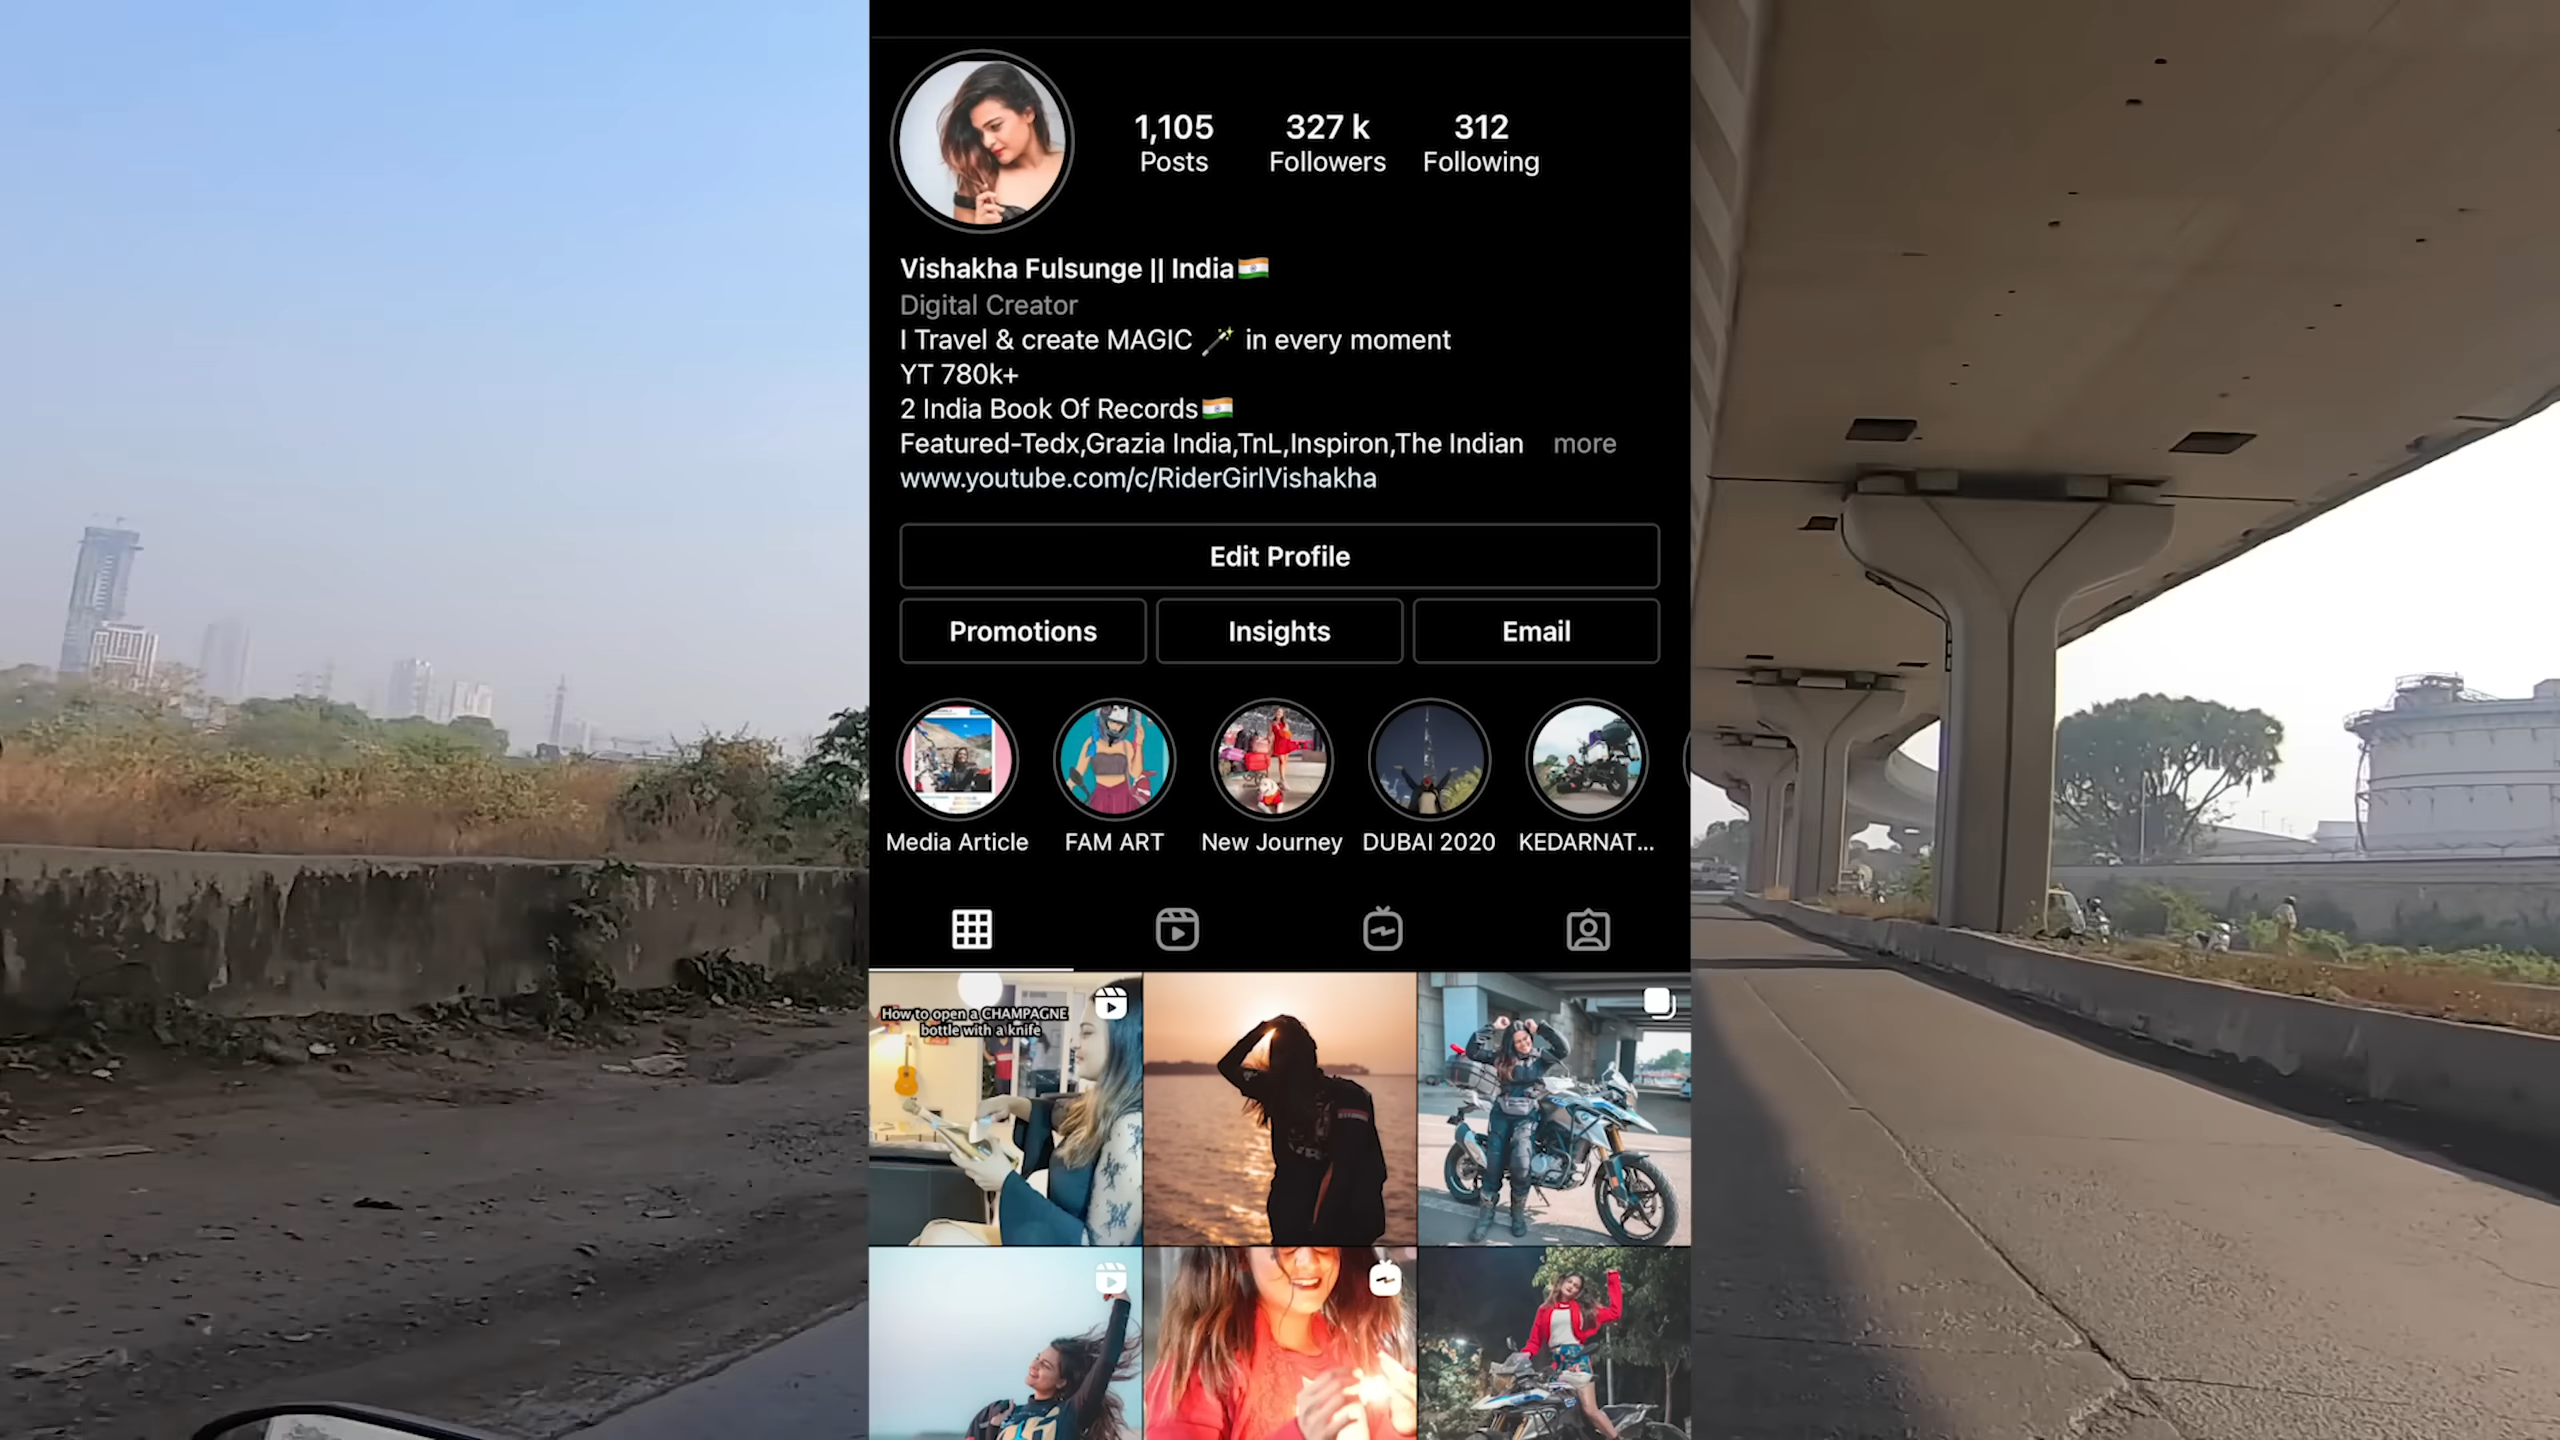 1,105 327 k 312
Posts Followers Following
Vishakha Fulsunge || India🇮🇳
Digital Creator
I Travel & create MAGIC 🪄 in every moment
YT 780k+
2 India Book Of Records🇮🇳
Featured-Tedx,Grazia India,TnL,Inspiron,The Indian more
www.youtube.com/c/RiderGirlVishakha
Edit Profile
Promotions Insights Email
Media Article FAM ART New Journey DUBAI 2020 KEDARNAT...
How to open a CHAMPAGNE
bottle with a knife